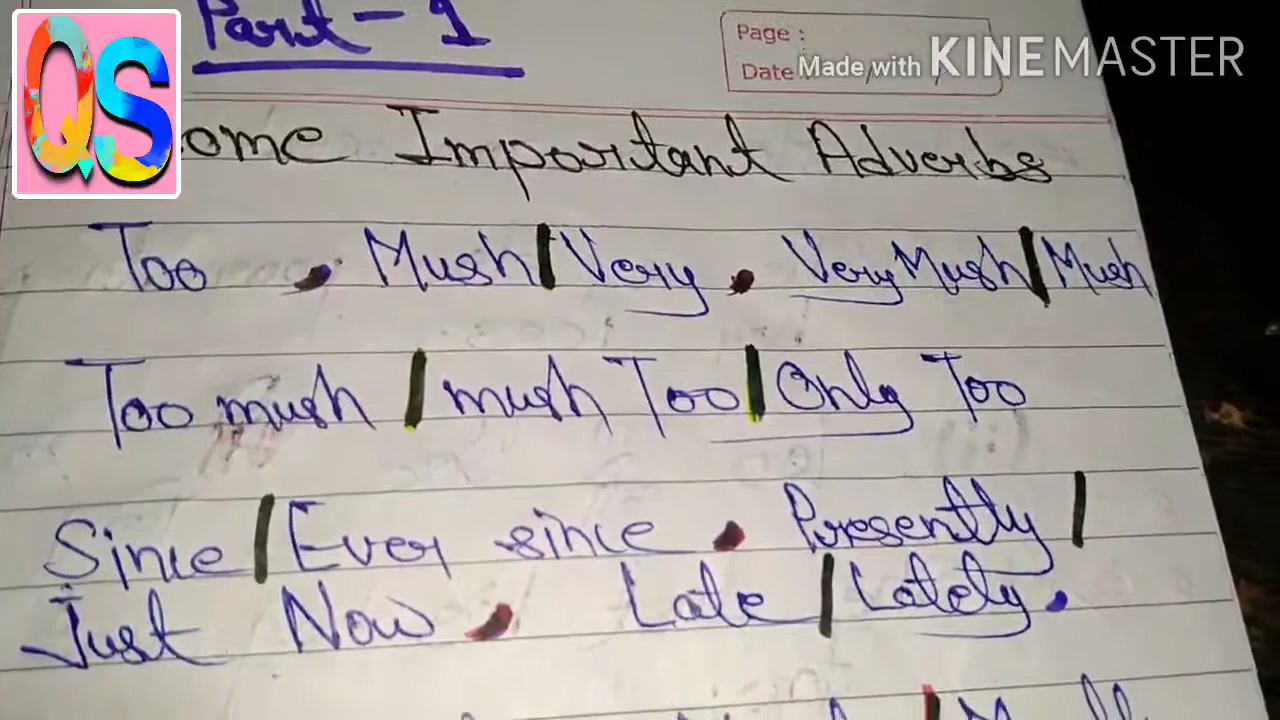 Part - 1
Page :
Date
Made with KINEMASTER
QS
ome Important Adverbs
Too , Mush/Very , Very Mush/Mush
Too mush / mush Too / Only Too
Since / Ever since , Presently /
Just Now , Late / Lately .